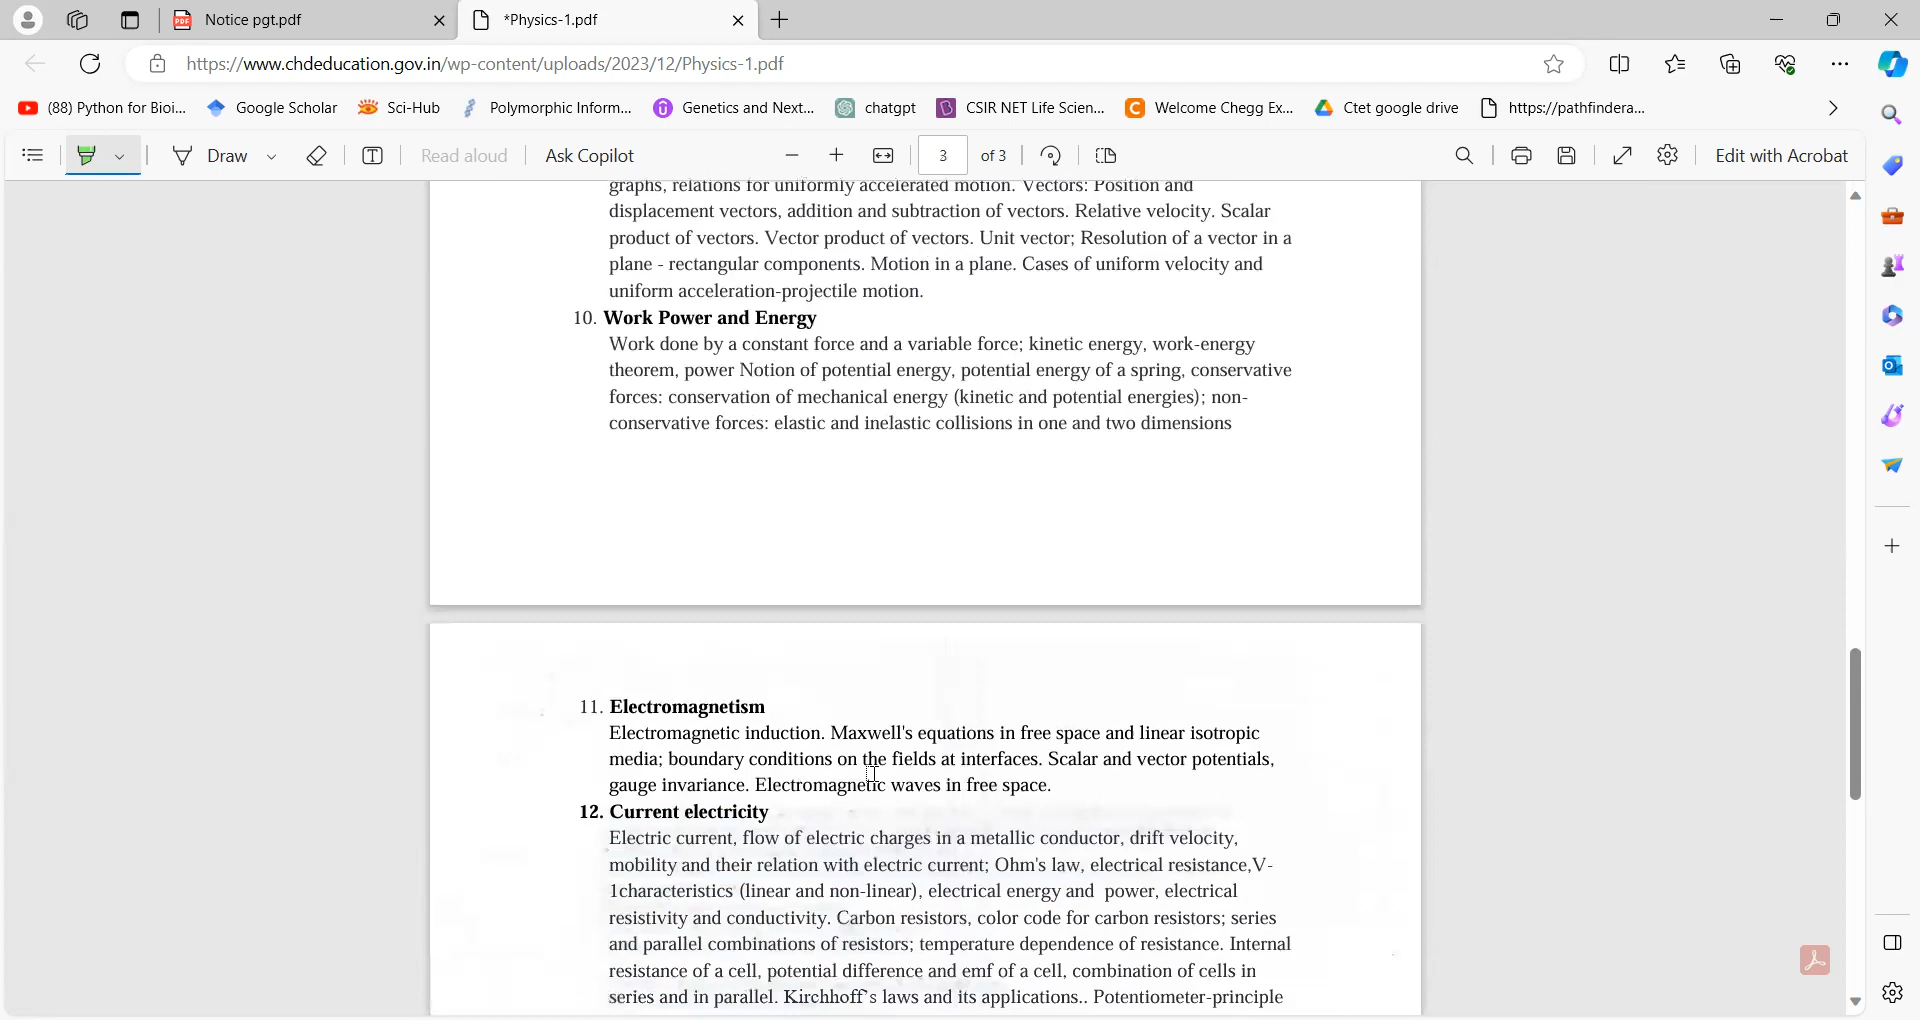 Notice pgt.pdf
*Physics-1.pdf
https://www.chdeducation.gov.in/wp-content/uploads/2023/12/Physics-1.pdf
(88) Python for Bioi...
Google Scholar
Sci-Hub
Polymorphic Inform...
Genetics and Next...
chatgpt
CSIR NET Life Scien...
Welcome Chegg Ex...
Ctet google drive
https://pathfindera...
Draw
Read aloud
Ask Copilot
3
of 3
Edit with Acrobat
graphs, relations for uniformly accelerated motion. Vectors: Position and
displacement vectors, addition and subtraction of vectors. Relative velocity. Scalar
product of vectors. Vector product of vectors. Unit vector; Resolution of a vector in a
plane - rectangular components. Motion in a plane. Cases of uniform velocity and
uniform acceleration-projectile motion.
10. Work Power and Energy
Work done by a constant force and a variable force; kinetic energy, work-energy
theorem, power Notion of potential energy, potential energy of a spring, conservative
forces: conservation of mechanical energy (kinetic and potential energies); non-
conservative forces: elastic and inelastic collisions in one and two dimensions
11. Electromagnetism
Electromagnetic induction. Maxwell's equations in free space and linear isotropic
media; boundary conditions on the fields at interfaces. Scalar and vector potentials,
gauge invariance. Electromagnetic waves in free space.
12. Current electricity
Electric current, flow of electric charges in a metallic conductor, drift velocity,
mobility and their relation with electric current; Ohm's law, electrical resistance,V-
1characteristics (linear and non-linear), electrical energy and power, electrical
resistivity and conductivity. Carbon resistors, color code for carbon resistors; series
and parallel combinations of resistors; temperature dependence of resistance. Internal
resistance of a cell, potential difference and emf of a cell, combination of cells in
series and in parallel. Kirchhoff's laws and its applications.. Potentiometer-principle